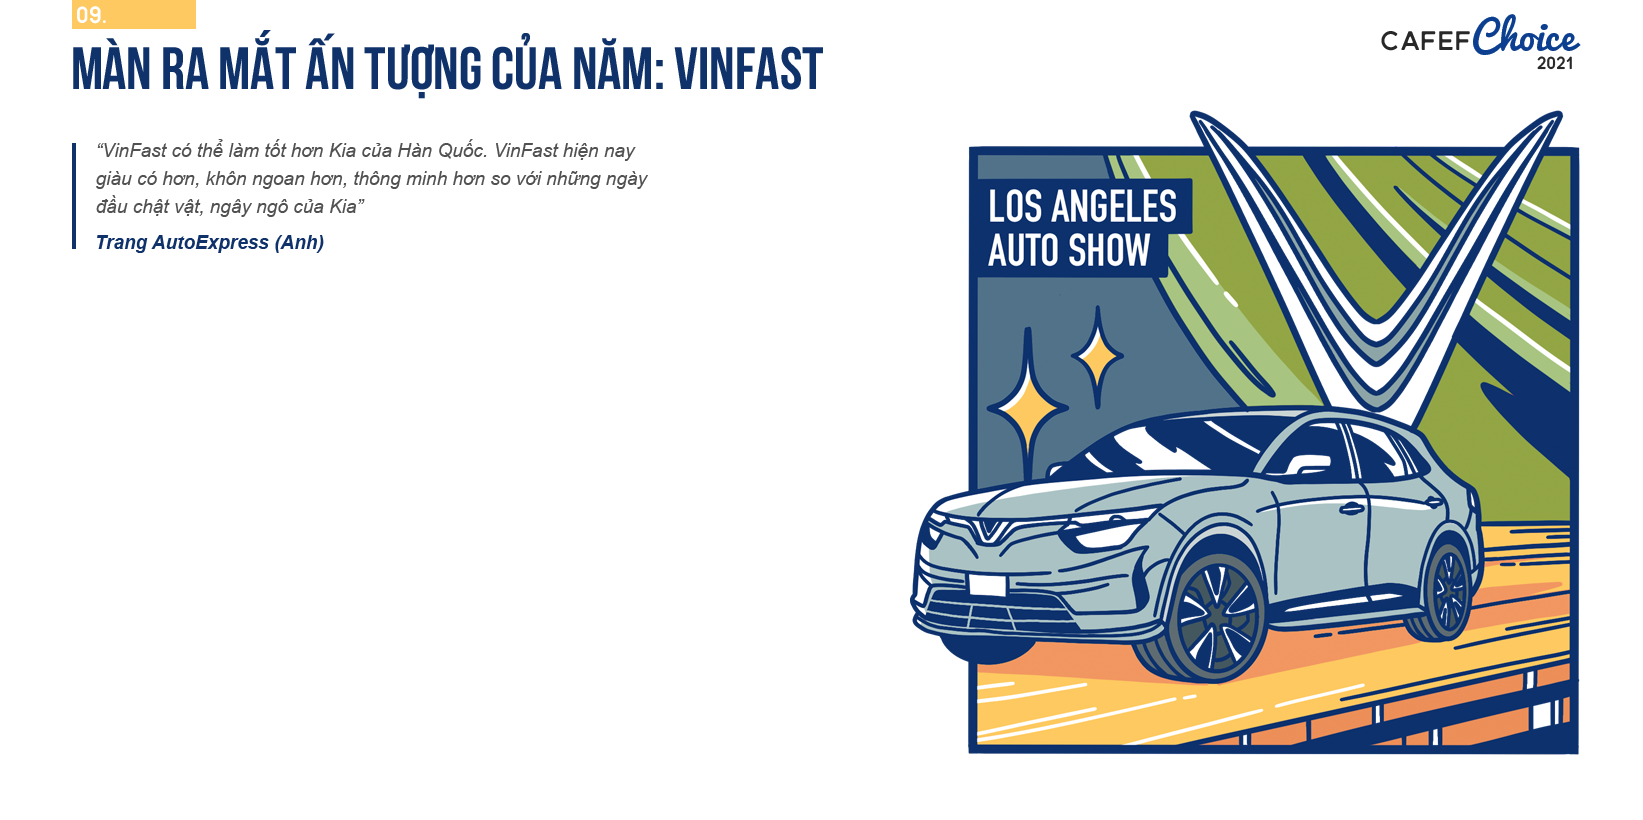 09.
MÀN RA MẮT ẤN TƯỢNG CỦA NĂM: VINFAST
CAFEF Choice
2021
“VinFast có thể làm tốt hơn Kia của Hàn Quốc. VinFast hiện nay
giàu có hơn, khôn ngoan hơn, thông minh hơn so với những ngày
đầu chật vật, ngây ngô của Kia”
Trang AutoExpress (Anh)
LOS ANGELES
AUTO SHOW